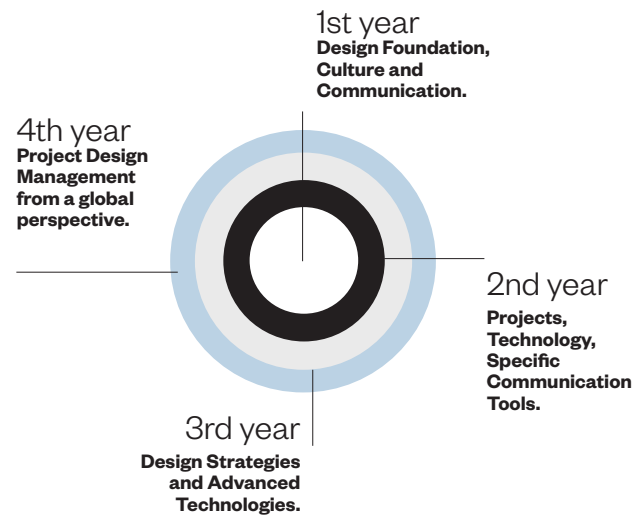 1st year
Design Foundation,
Culture and
Communication.
2nd year
Projects,
Technology,
Specific
Communication
Tools.
3rd year
Design Strategies
and Advanced
Technologies.
4th year
Project Design
Management
from a global
perspective.